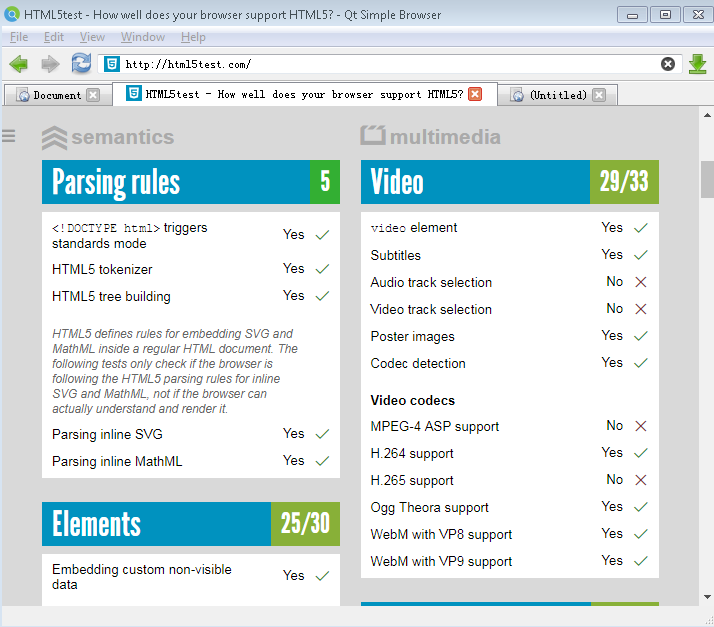 HTML5test - How well does your browser support HTML5? - Qt Simple Browser
File Edit View Window Help
http://html5test.com/
Document HTML5test - How well does your browser support HTML5? (Untitled)
semantics
Parsing rules 5
<!DOCTYPE html> triggers
standards mode Yes
HTML5 tokenizer Yes
HTML5 tree building Yes
HTML5 defines rules for embedding SVG and
MathML inside a regular HTML document. The
following tests only check if the browser is
following the HTML5 parsing rules for inline
SVG and MathML, not if the browser can
actually understand and render it.
Parsing inline SVG Yes
Parsing inline MathML Yes
Elements 25/30
Embedding custom non-visible
data Yes
multimedia
Video 29/33
video element Yes
Subtitles Yes
Audio track selection No
Video track selection No
Poster images Yes
Codec detection Yes
Video codecs
MPEG-4 ASP support No
H.264 support Yes
H.265 support No
Ogg Theora support Yes
WebM with VP8 support Yes
WebM with VP9 support Yes